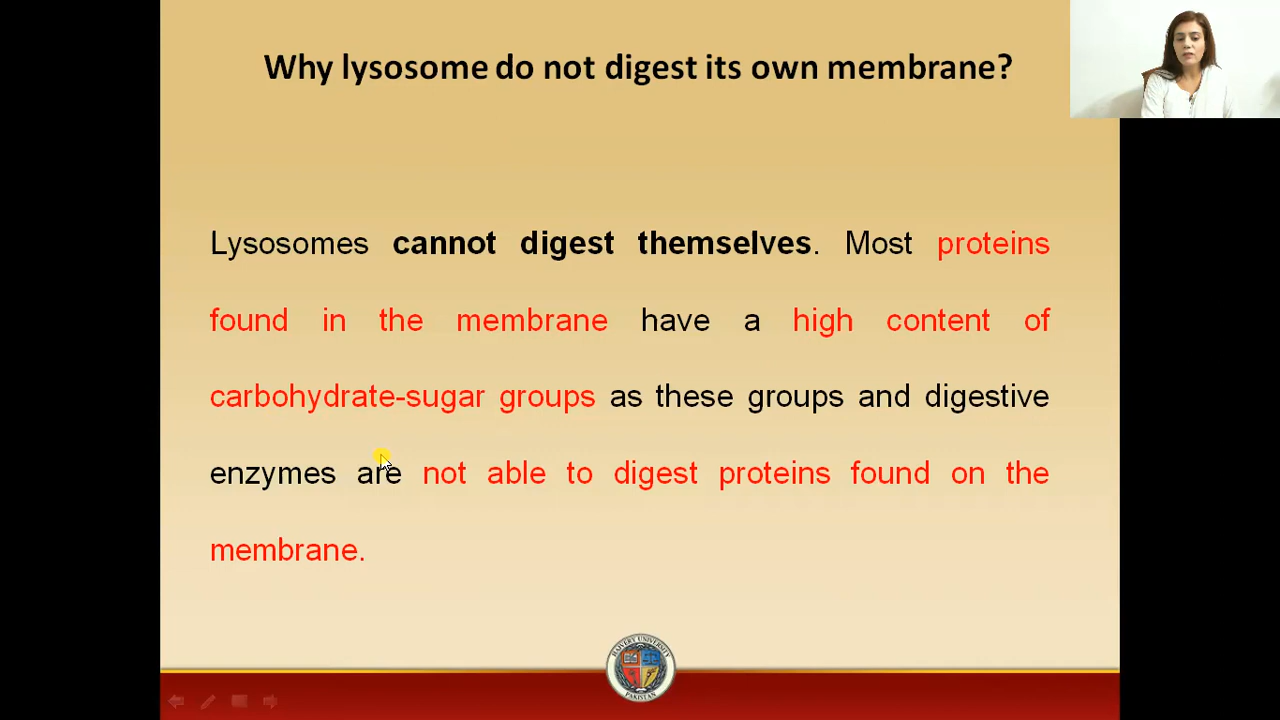 Why lysosome do not digest its own membrane?
Lysosomes cannot digest themselves. Most proteins
found in the membrane have a high content of
carbohydrate-sugar groups as these groups and digestive
enzymes are not able to digest proteins found on the
membrane.
PAKISTAN